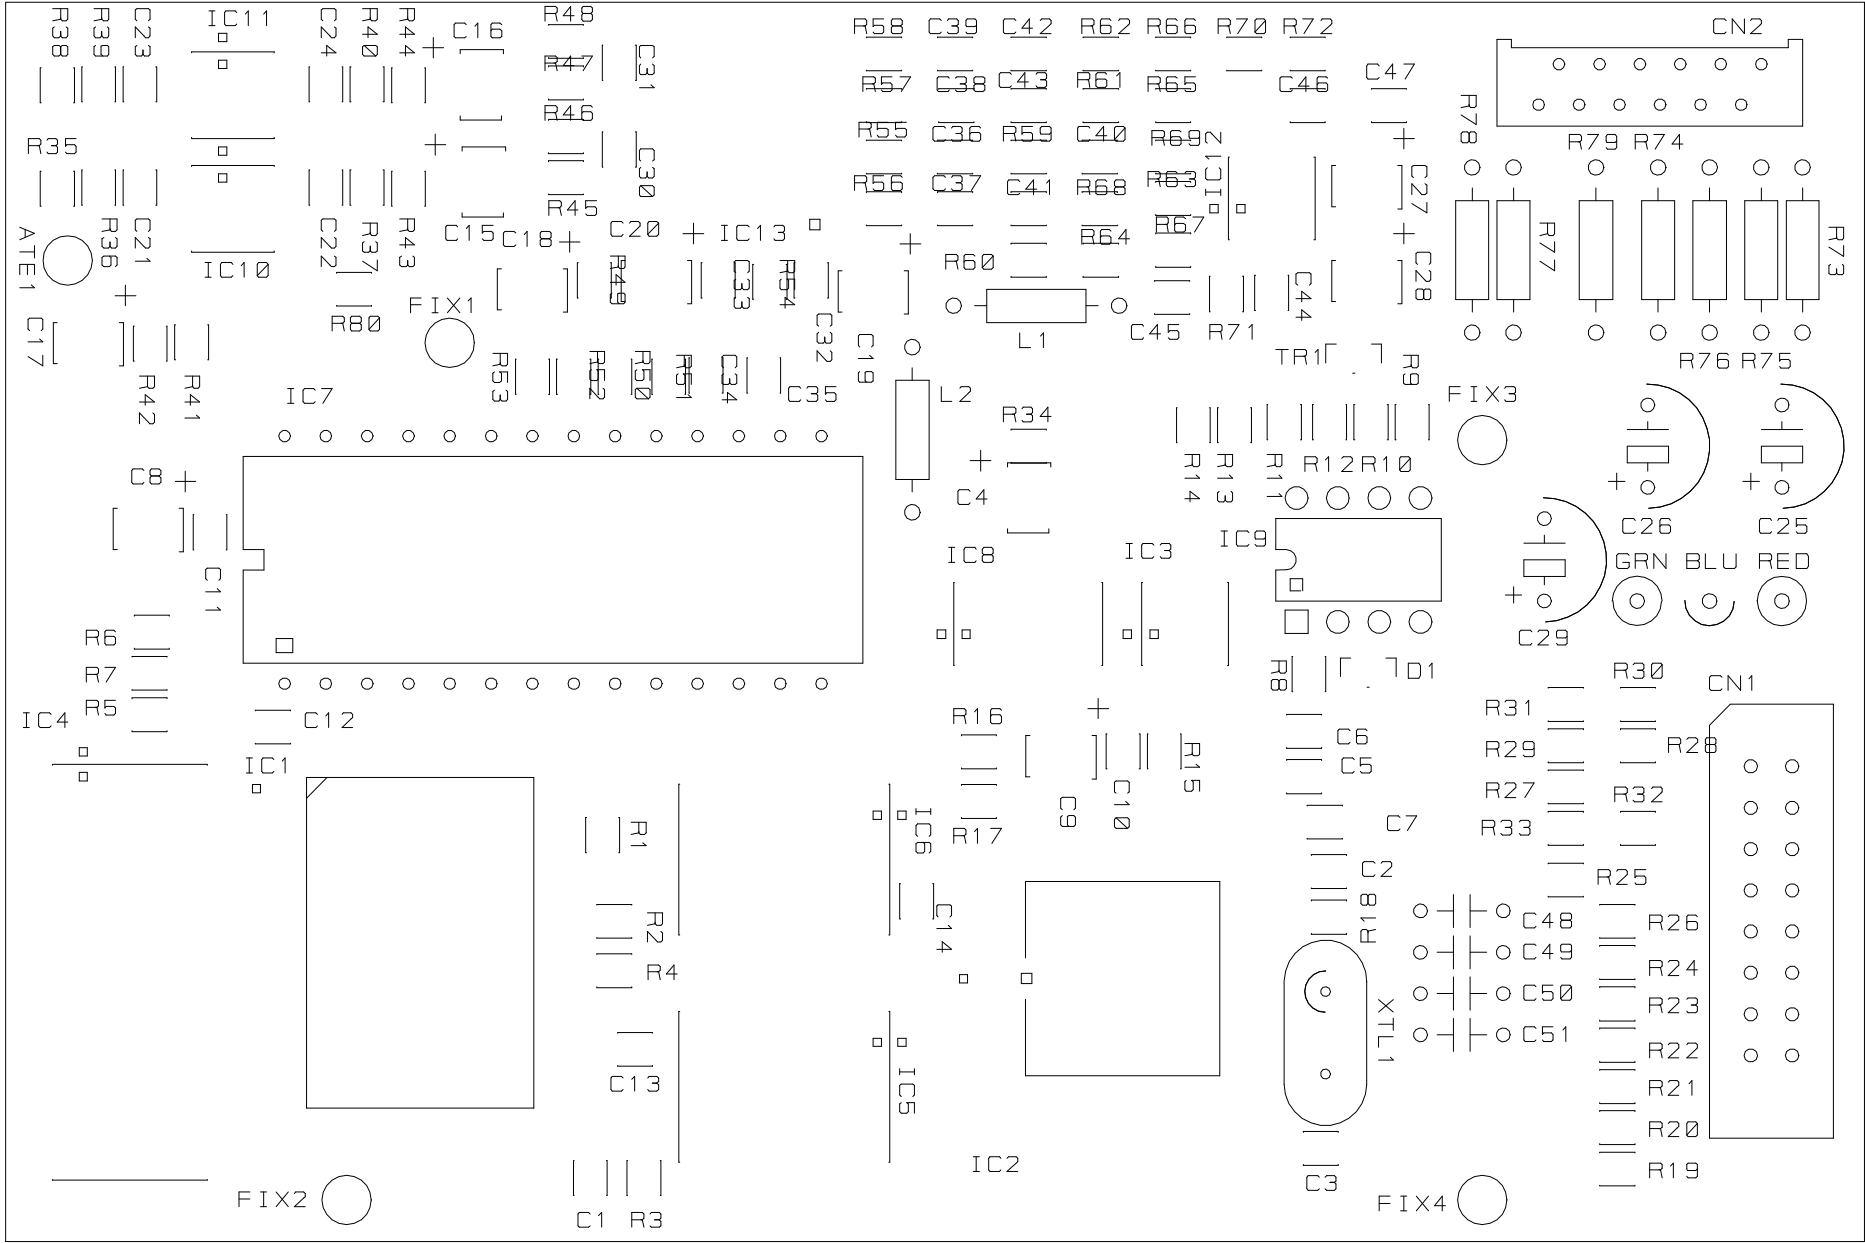 R38 R39 C23 IC11 C24 R40 R44 C16 R48 R58 C39 C42 R62 R66 R70 R72 CN2
R47 C31 R57 C38 C43 R61 R65 C46 C47
R46 R55 C36 R59 C40 R69 IC12 R78 R79 R74
R35 C30 R56 C37 C41 R68 R63 C27
R45 R67
ATE1 R36 C21 IC10 C22 R37 R43 C15 C18 C20 IC13 R60 R64 R77 R73
C17 R80 FIX1 R49 C33 R54 C32 C19 L1 C45 R71 C44 C28
R42 R41 IC7 R53 R52 R50 R51 C34 C35 L2 R34 TR1 R9 FIX3 R76 R75
C8 C4 R14 R13 R11 R12 R10
C11 IC8 IC3 IC9 C26 C25
GRN BLU RED
R6 C29
R7 R8 D1 R30 CN1
R5 IC4 C12 R16 R31
C6 R29 R28
IC1 R15 C5
R27 R32
R1 IC6 R17 C9 C10 C7 R33
C2 R25
R2 C14 R18 C48 R26
C49
R4 R24
C50
XTL1 R23
C51
R22
C13 IC5 R21
R20
IC2 R19
FIX2 C3 FIX4
C1 R3